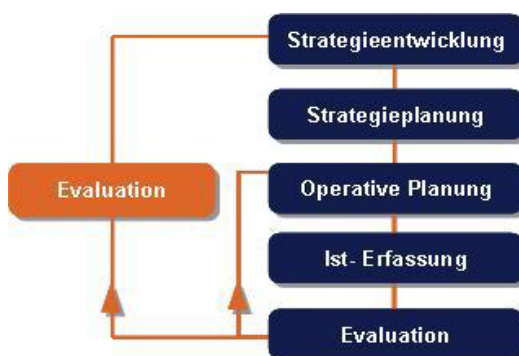 Strategieentwicklung
Strategieplanung
Evaluation
Operative Planung
Ist- Erfassung
Evaluation